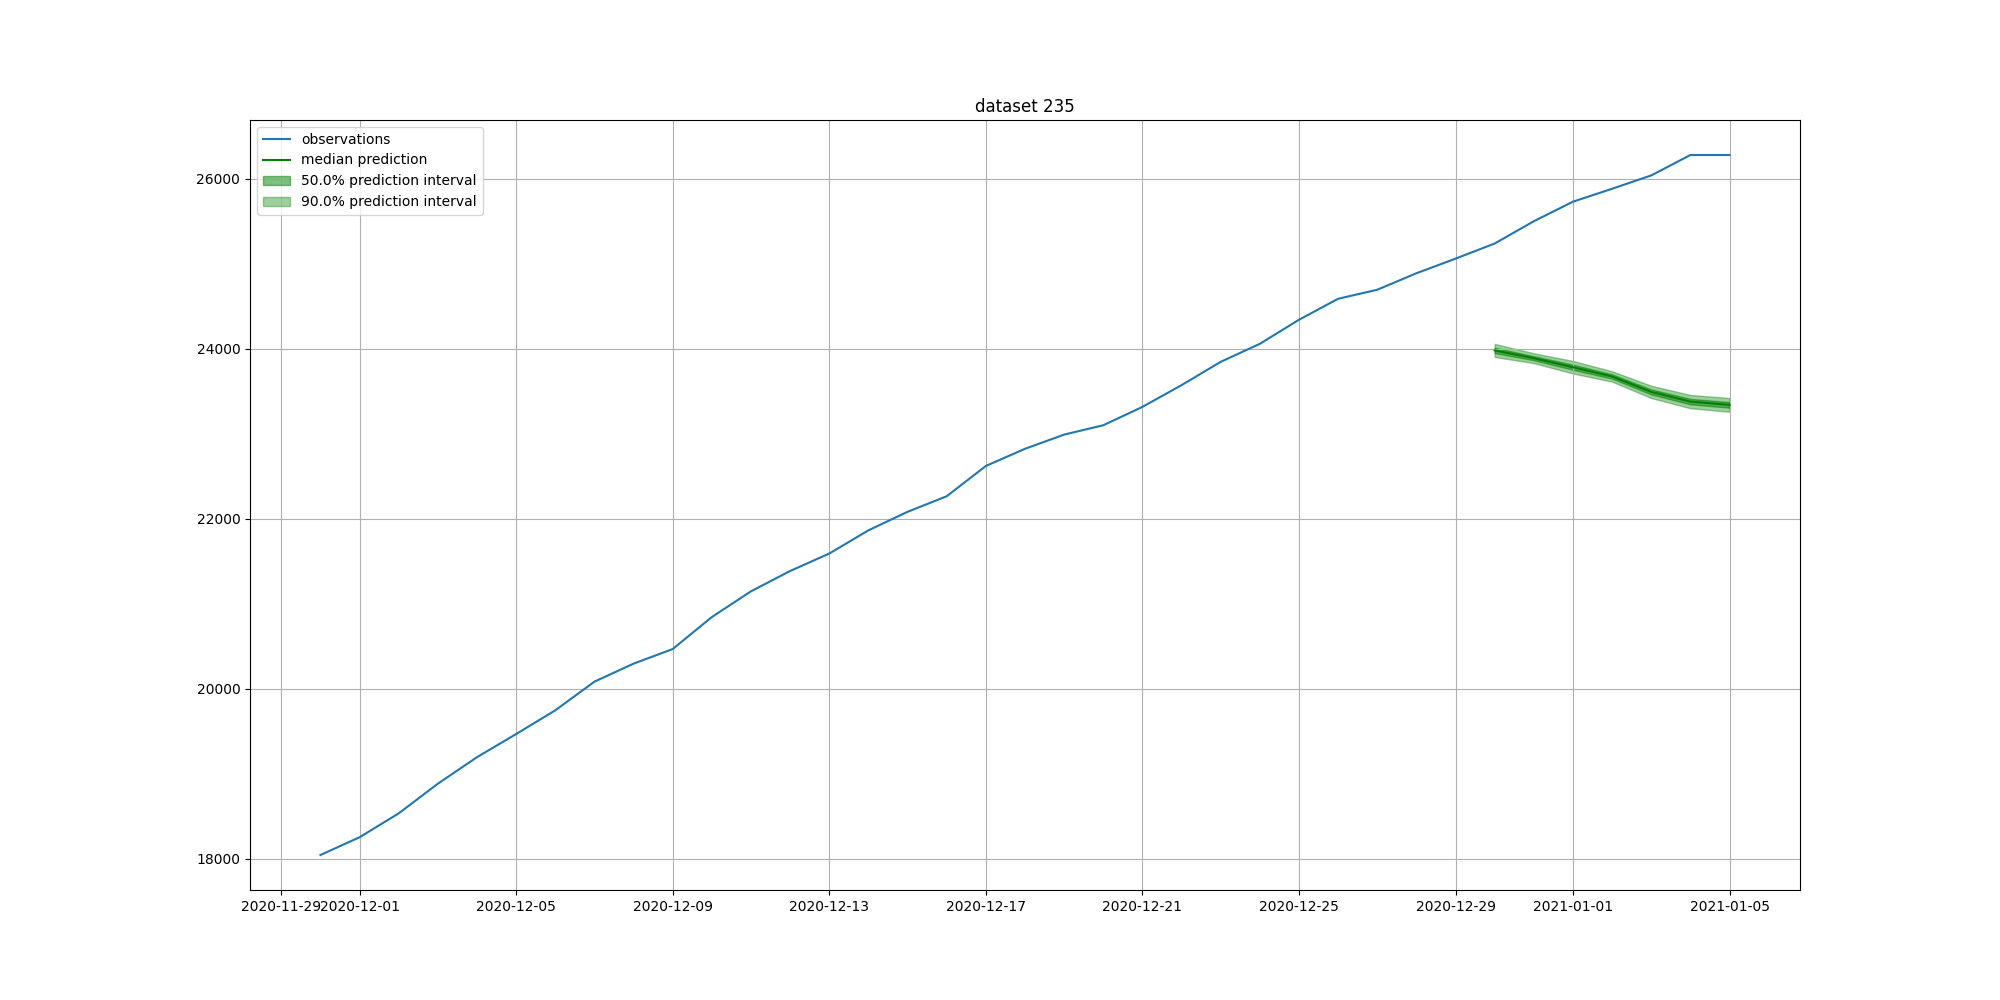 dataset 235
observations
median prediction
50.0% prediction interval
90.0% prediction interval
26000
24000
22000
20000
18000
2020-11-29 2020-12-01 2020-12-05 2020-12-09 2020-12-13 2020-12-17 2020-12-21 2020-12-25 2020-12-29 2021-01-01 2021-01-05